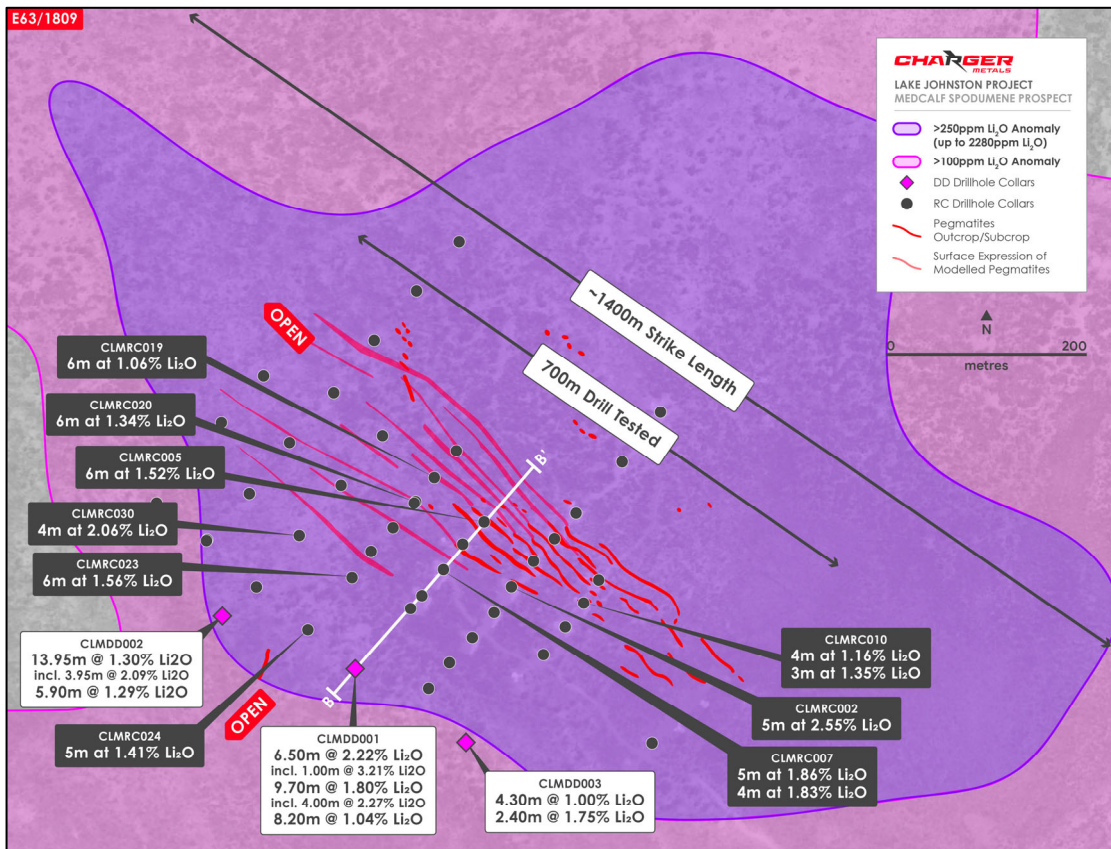 E63/1809
CHARGER
METALS
LAKE JOHNSTON PROJECT
MEDCALF SPODUMENE PROSPECT
>250ppm Li₂O Anomaly
(up to 2280ppm Li₂O)
>100ppm Li₂O Anomaly
DD Drillhole Collars
RC Drillhole Collars
Pegmatites
Outcrop/Subcrop
Surface Expression of
Modelled Pegmatites
N
0 200
metres
~1400m Strike Length
700m Drill Tested
OPEN
CLMRC019
6m at 1.06% Li₂O
CLMRC020
6m at 1.34% Li₂O
CLMRC005
6m at 1.52% Li₂O
CLMRC030
4m at 2.06% Li₂O
CLMRC023
6m at 1.56% Li₂O
CLMDD002
13.95m @ 1.30% Li2O
incl. 3.95m @ 2.09% Li2O
5.90m @ 1.29% Li2O
CLMRC024
5m at 1.41% Li₂O
OPEN
B
B'
CLMDD001
6.50m @ 2.22% Li₂O
incl. 1.00m @ 3.21% Li2O
9.70m @ 1.80% Li₂O
incl. 4.00m @ 2.27% Li2O
8.20m @ 1.04% Li₂O
CLMDD003
4.30m @ 1.00% Li₂O
2.40m @ 1.75% Li₂O
CLMRC010
4m at 1.16% Li₂O
3m at 1.35% Li₂O
CLMRC002
5m at 2.55% Li₂O
CLMRC007
5m at 1.86% Li₂O
4m at 1.83% Li₂O